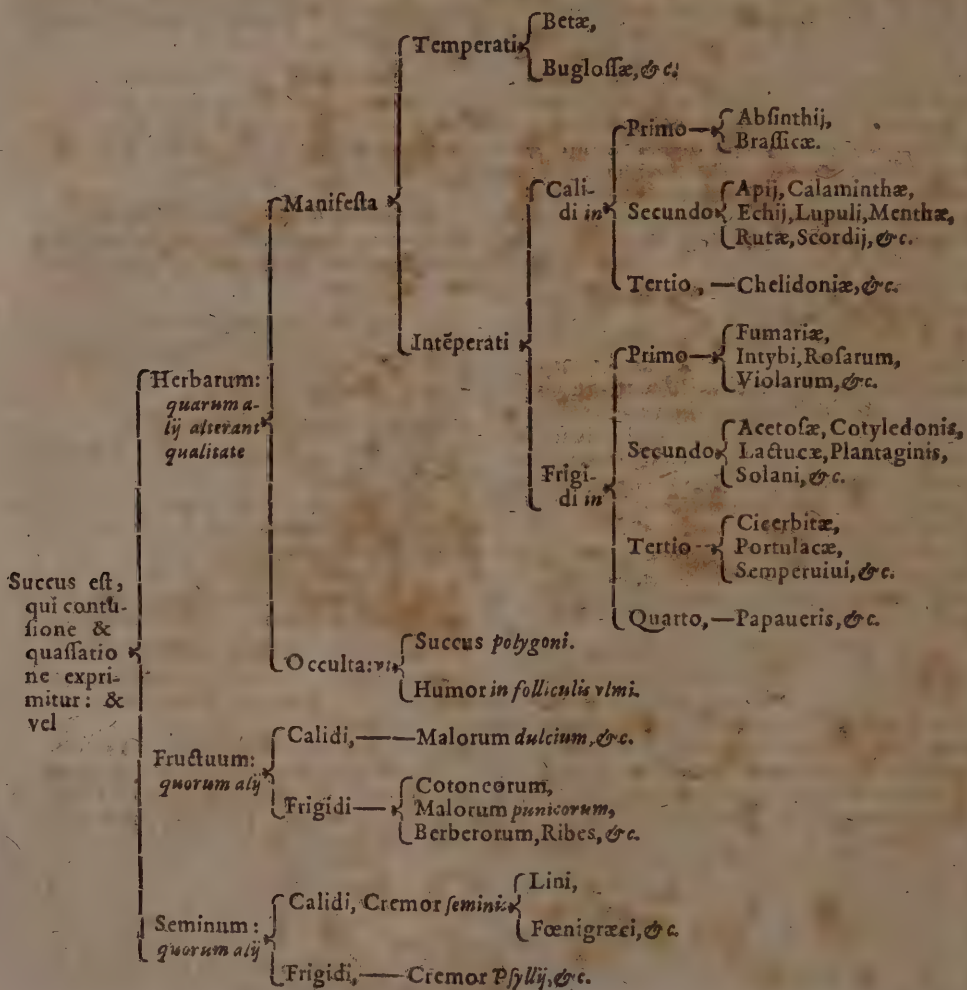 Succus est,
qui contu-
sione &
quassatio
ne expri-
mitur: &
vel
Herbarum:
quarum a-
lij alterant
qualitate
Manifesta
Temperati
Betæ,
Buglossæ, &c.
Intẽperati
Cali-
di in
Primo
Absinthij,
Brassicæ.
Secundo
Apij, Calaminthæ,
Echij, Lupuli, Menthæ,
Rutæ, Scordij, &c.
Tertio, — Chelidoniæ, &c.
Frigi-
di in
Primo
Fumariæ,
Intybi, Rosarum,
Violarum, &c.
Secundo
Acetosæ, Cotyledonis,
Lactucæ, Plantaginis,
Solani, &c.
Tertio
Cicerbitæ,
Portulacæ,
Semperuiui, &c.
Quarto, — Papaueris, &c.
Occulta: vt
Succus polygoni.
Humor in folliculis vlmi.
Fructuum:
quorum alij
Calidi, — Malorum dulcium, &c.
Frigidi
Cotoneorum,
Malorum punicorum,
Berberorum, Ribes, &c.
Seminum:
quorum alij
Calidi, Cremor seminis
Lini,
Fœnigræci, &c.
Frigidi, — Cremor Psyllij, &c.